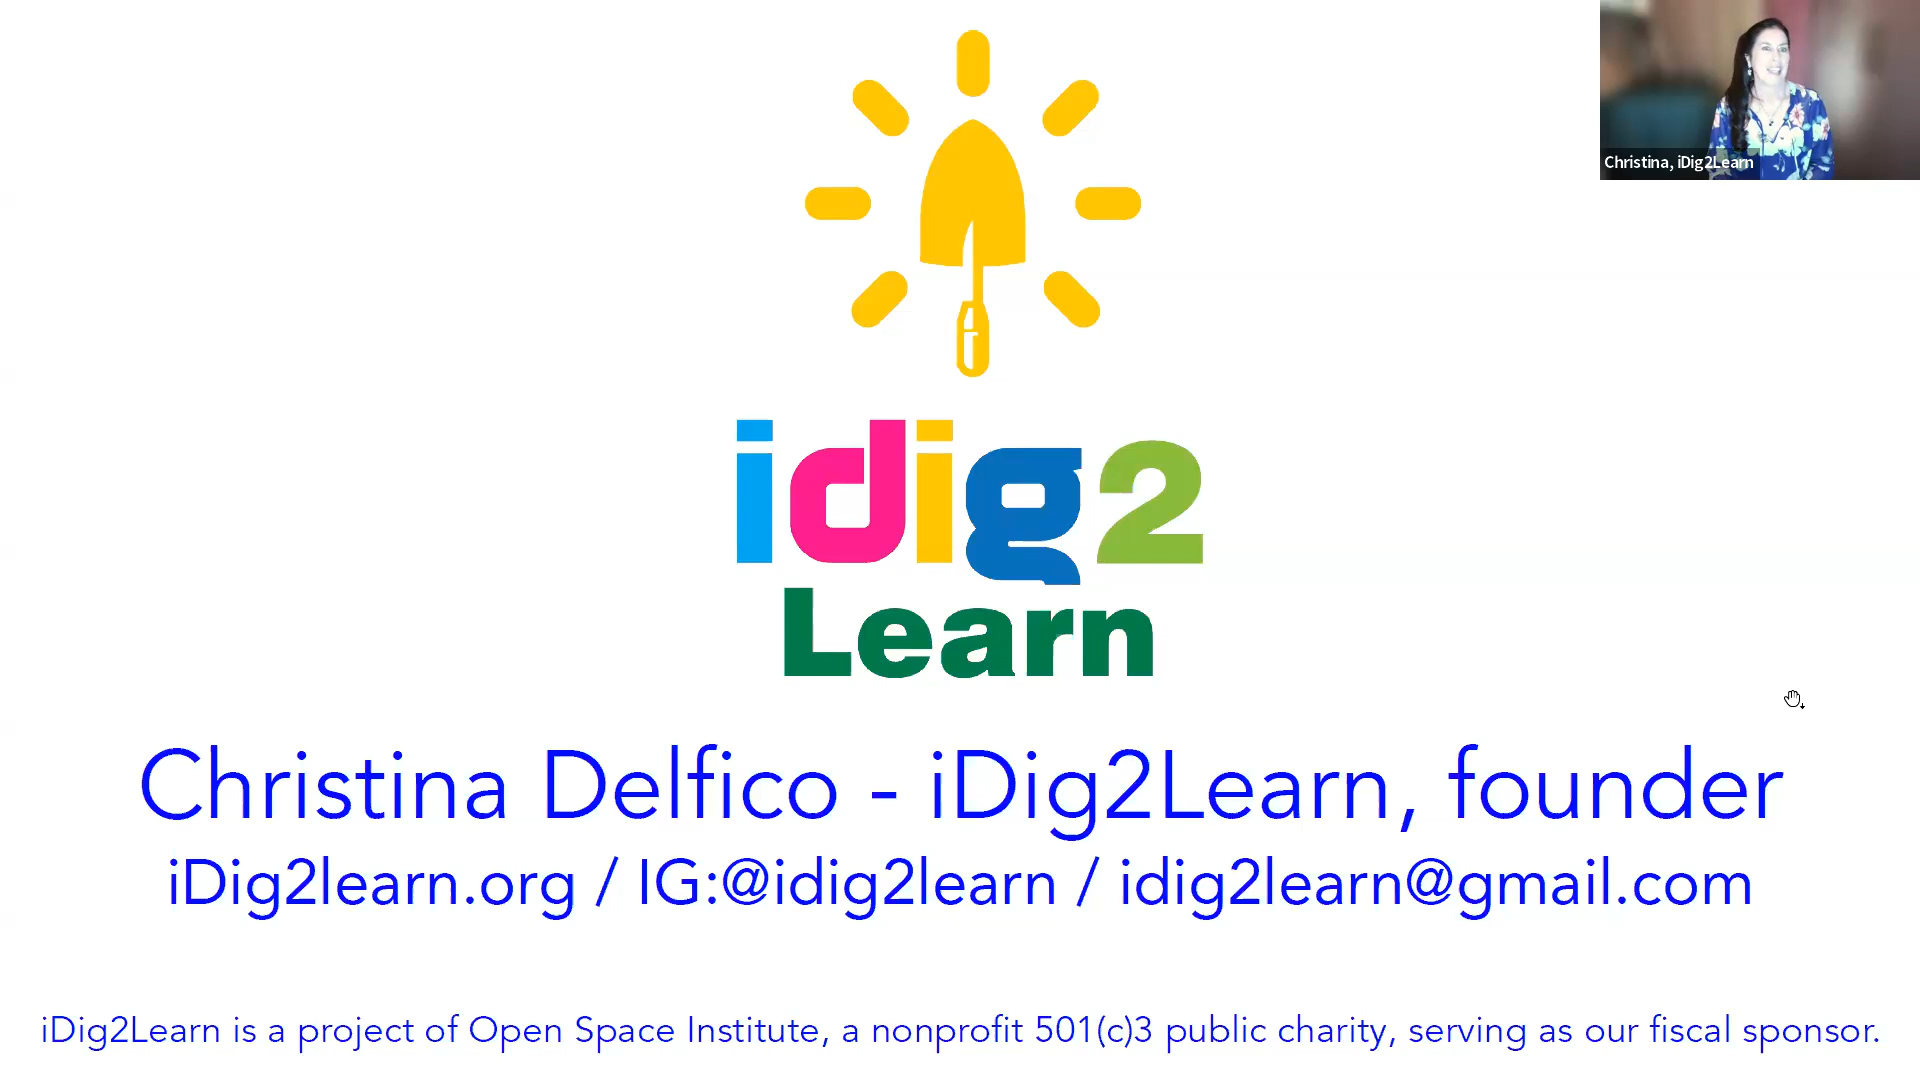 Christina, iDig2Learn
idig2
Learn
Christina Delfico - iDig2Learn, founder
iDig2learn.org / IG:@idig2learn / idig2learn@gmail.com
iDig2Learn is a project of Open Space Institute, a nonprofit 501(c)3 public charity, serving as our fiscal sponsor.